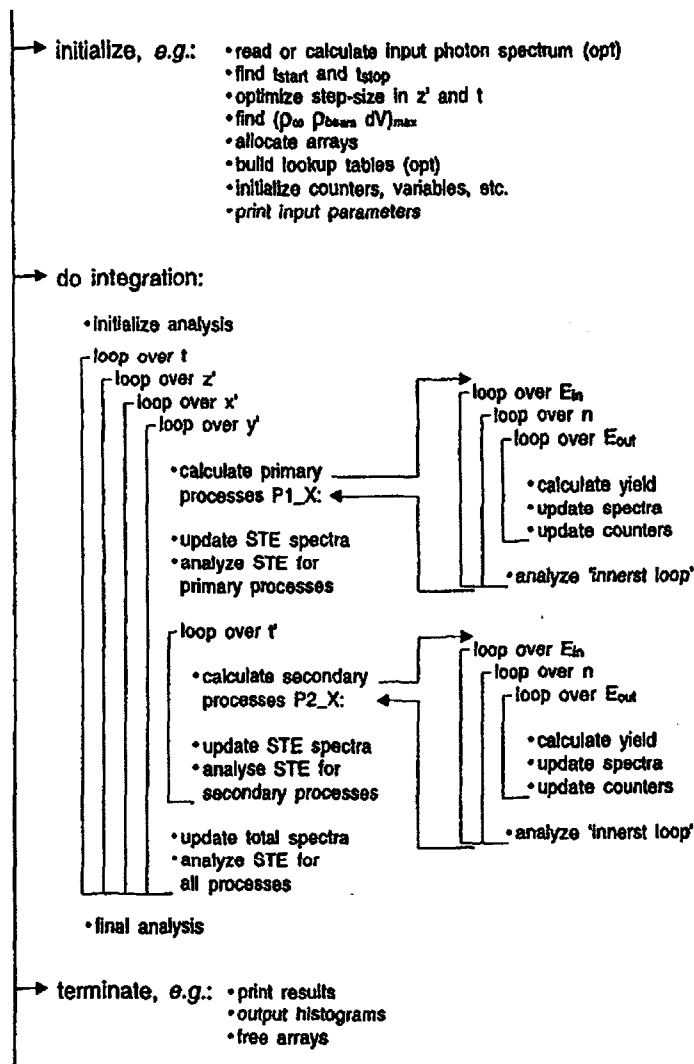 initialize, e.g.: •read or calculate input photon spectrum (opt)
•find tstart and tstop
•optimize step-size in z' and t
•find (ρω ρbeam dV)max
•allocate arrays
•build lookup tables (opt)
•initialize counters, variables, etc.
•print input parameters
do integration:
•initialize analysis
loop over t
loop over z'
loop over x'
loop over y'
•calculate primary
processes P1_X:
•update STE spectra
•analyze STE for
primary processes
loop over Ein
loop over n
loop over Eout
•calculate yield
•update spectra
•update counters
•analyze 'innerst loop'
loop over t'
•calculate secondary
processes P2_X:
•update STE spectra
•analyse STE for
secondary processes
loop over Ein
loop over n
loop over Eout
•calculate yield
•update spectra
•update counters
•analyze 'innerst loop'
•update total spectra
•analyze STE for
all processes
•final analysis
terminate, e.g.: •print results
•output histograms
•free arrays